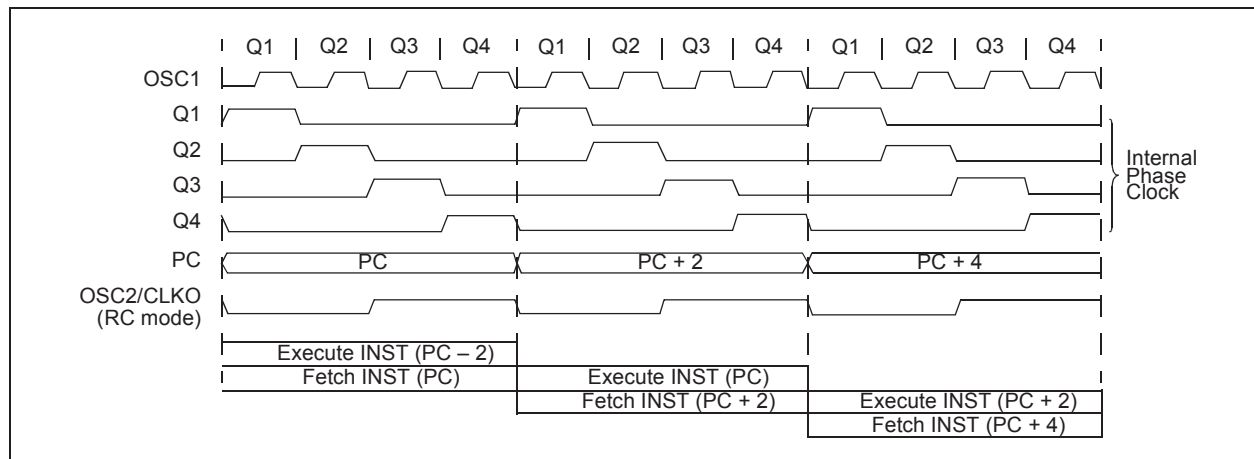 Q1 Q2 Q3 Q4 Q1 Q2 Q3 Q4 Q1 Q2 Q3 Q4
OSC1
Q1
Q2
Q3
Q4
Internal
Phase
Clock
PC PC PC + 2 PC + 4
OSC2/CLKO
(RC mode)
Execute INST (PC – 2)
Fetch INST (PC) Execute INST (PC)
Fetch INST (PC + 2) Execute INST (PC + 2)
Fetch INST (PC + 4)